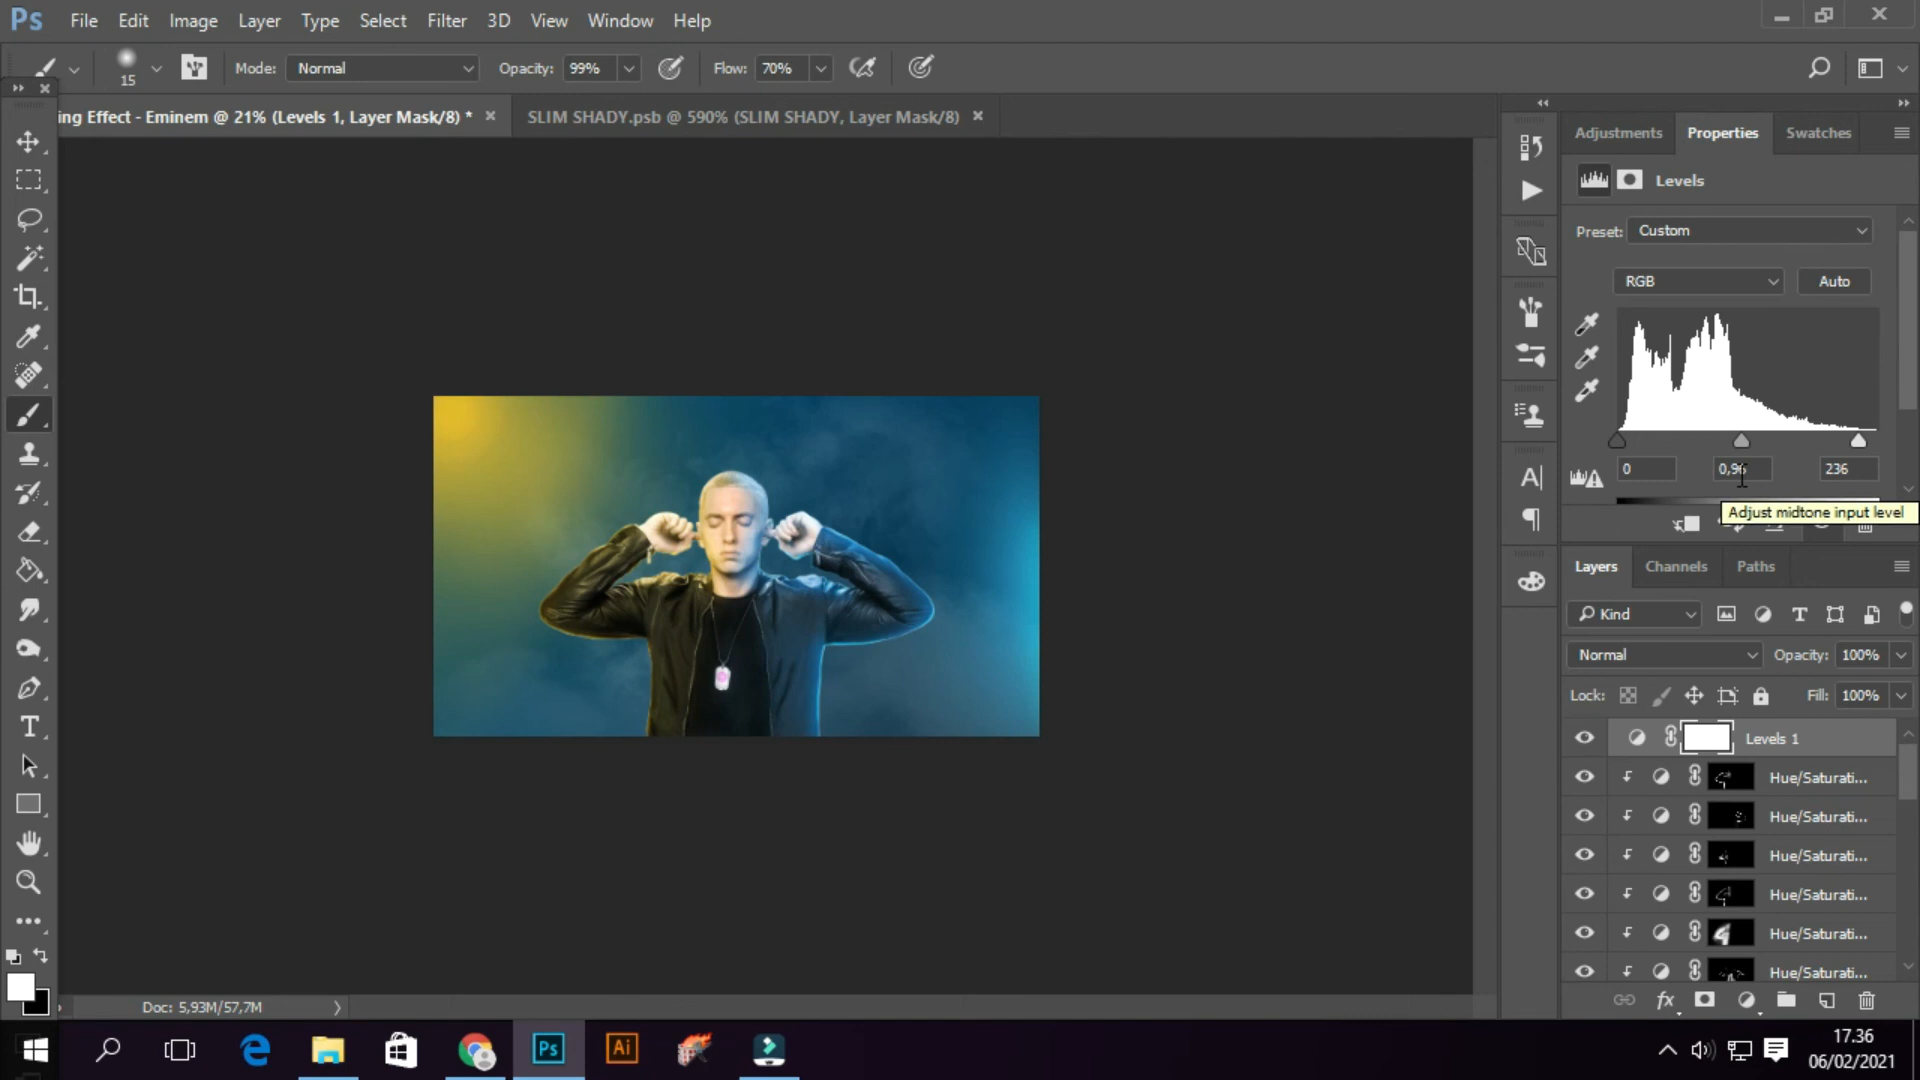 Ps File Edit Image Layer Type Select Filter 3D View Window Help
15 Mode: Normal Opacity: 99% Flow: 70%
ing Effect - Eminem @ 21% (Levels 1, Layer Mask/8) *
SLIM SHADY.psb @ 590% (SLIM SHADY, Layer Mask/8)
Adjustments Properties Swatches
Levels
Preset: Custom
RGB Auto
0 0,96 236
Adjust midtone input level
Layers Channels Paths
Kind
Normal Opacity: 100%
Lock: Fill: 100%
Levels 1
Hue/Saturati...
Hue/Saturati...
Hue/Saturati...
Hue/Saturati...
Hue/Saturati...
Hue/Saturati...
fx
Doc: 5,93M/57,7M
Ps Ai
17.36
06/02/2021